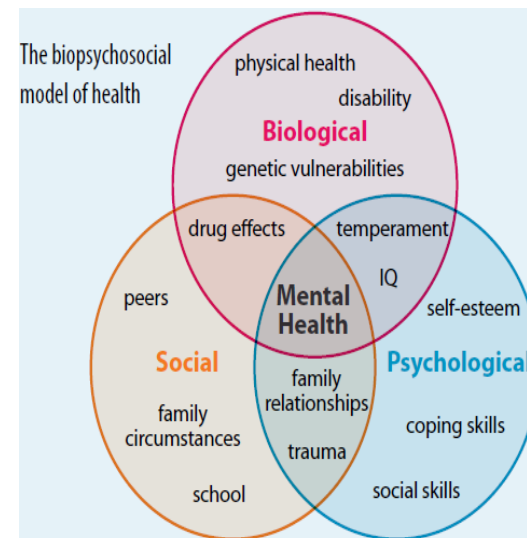 The biopsychosocial
model of health
physical health
disability
Biological
genetic vulnerabilities
drug effects
temperament
IQ
peers
Mental
Health
self-esteem
Social
Psychological
family
relationships
family
circumstances
coping skills
trauma
school
social skills